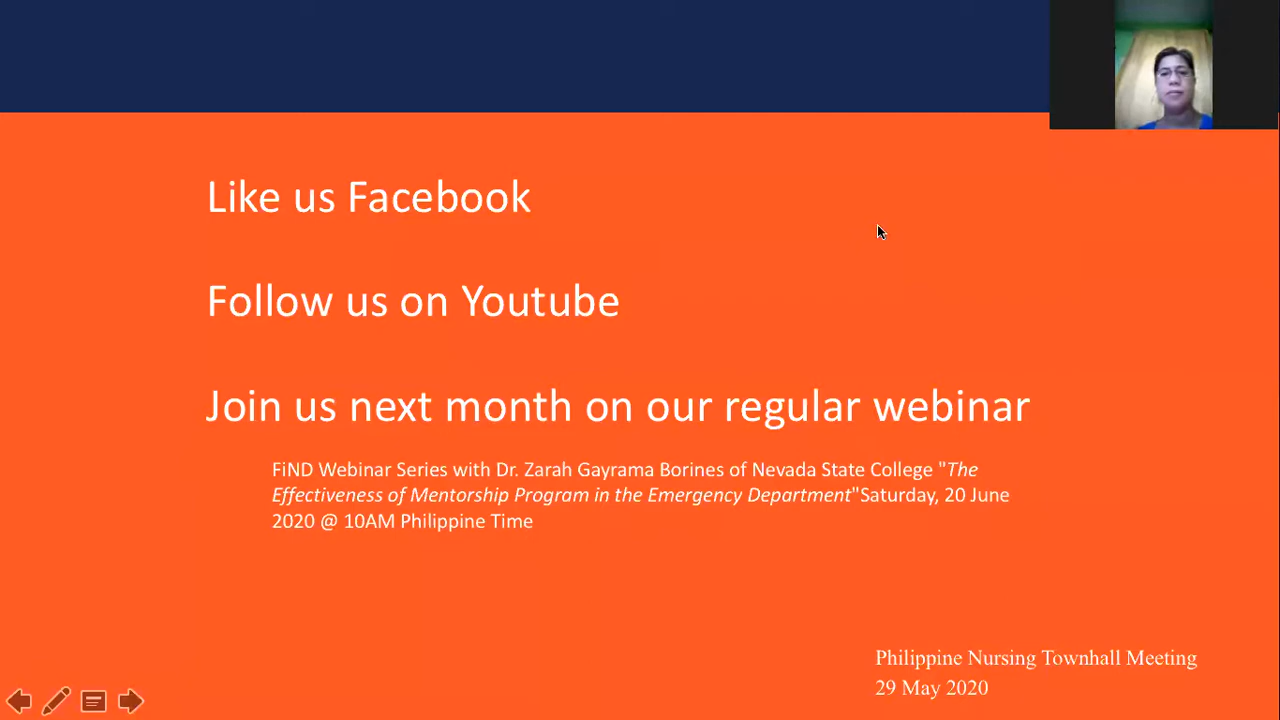 Like us Facebook
Follow us on Youtube
Join us next month on our regular webinar
FiND Webinar Series with Dr. Zarah Gayrama Borines of Nevada State College "The
Effectiveness of Mentorship Program in the Emergency Department"Saturday, 20 June
2020 @ 10AM Philippine Time
Philippine Nursing Townhall Meeting
29 May 2020